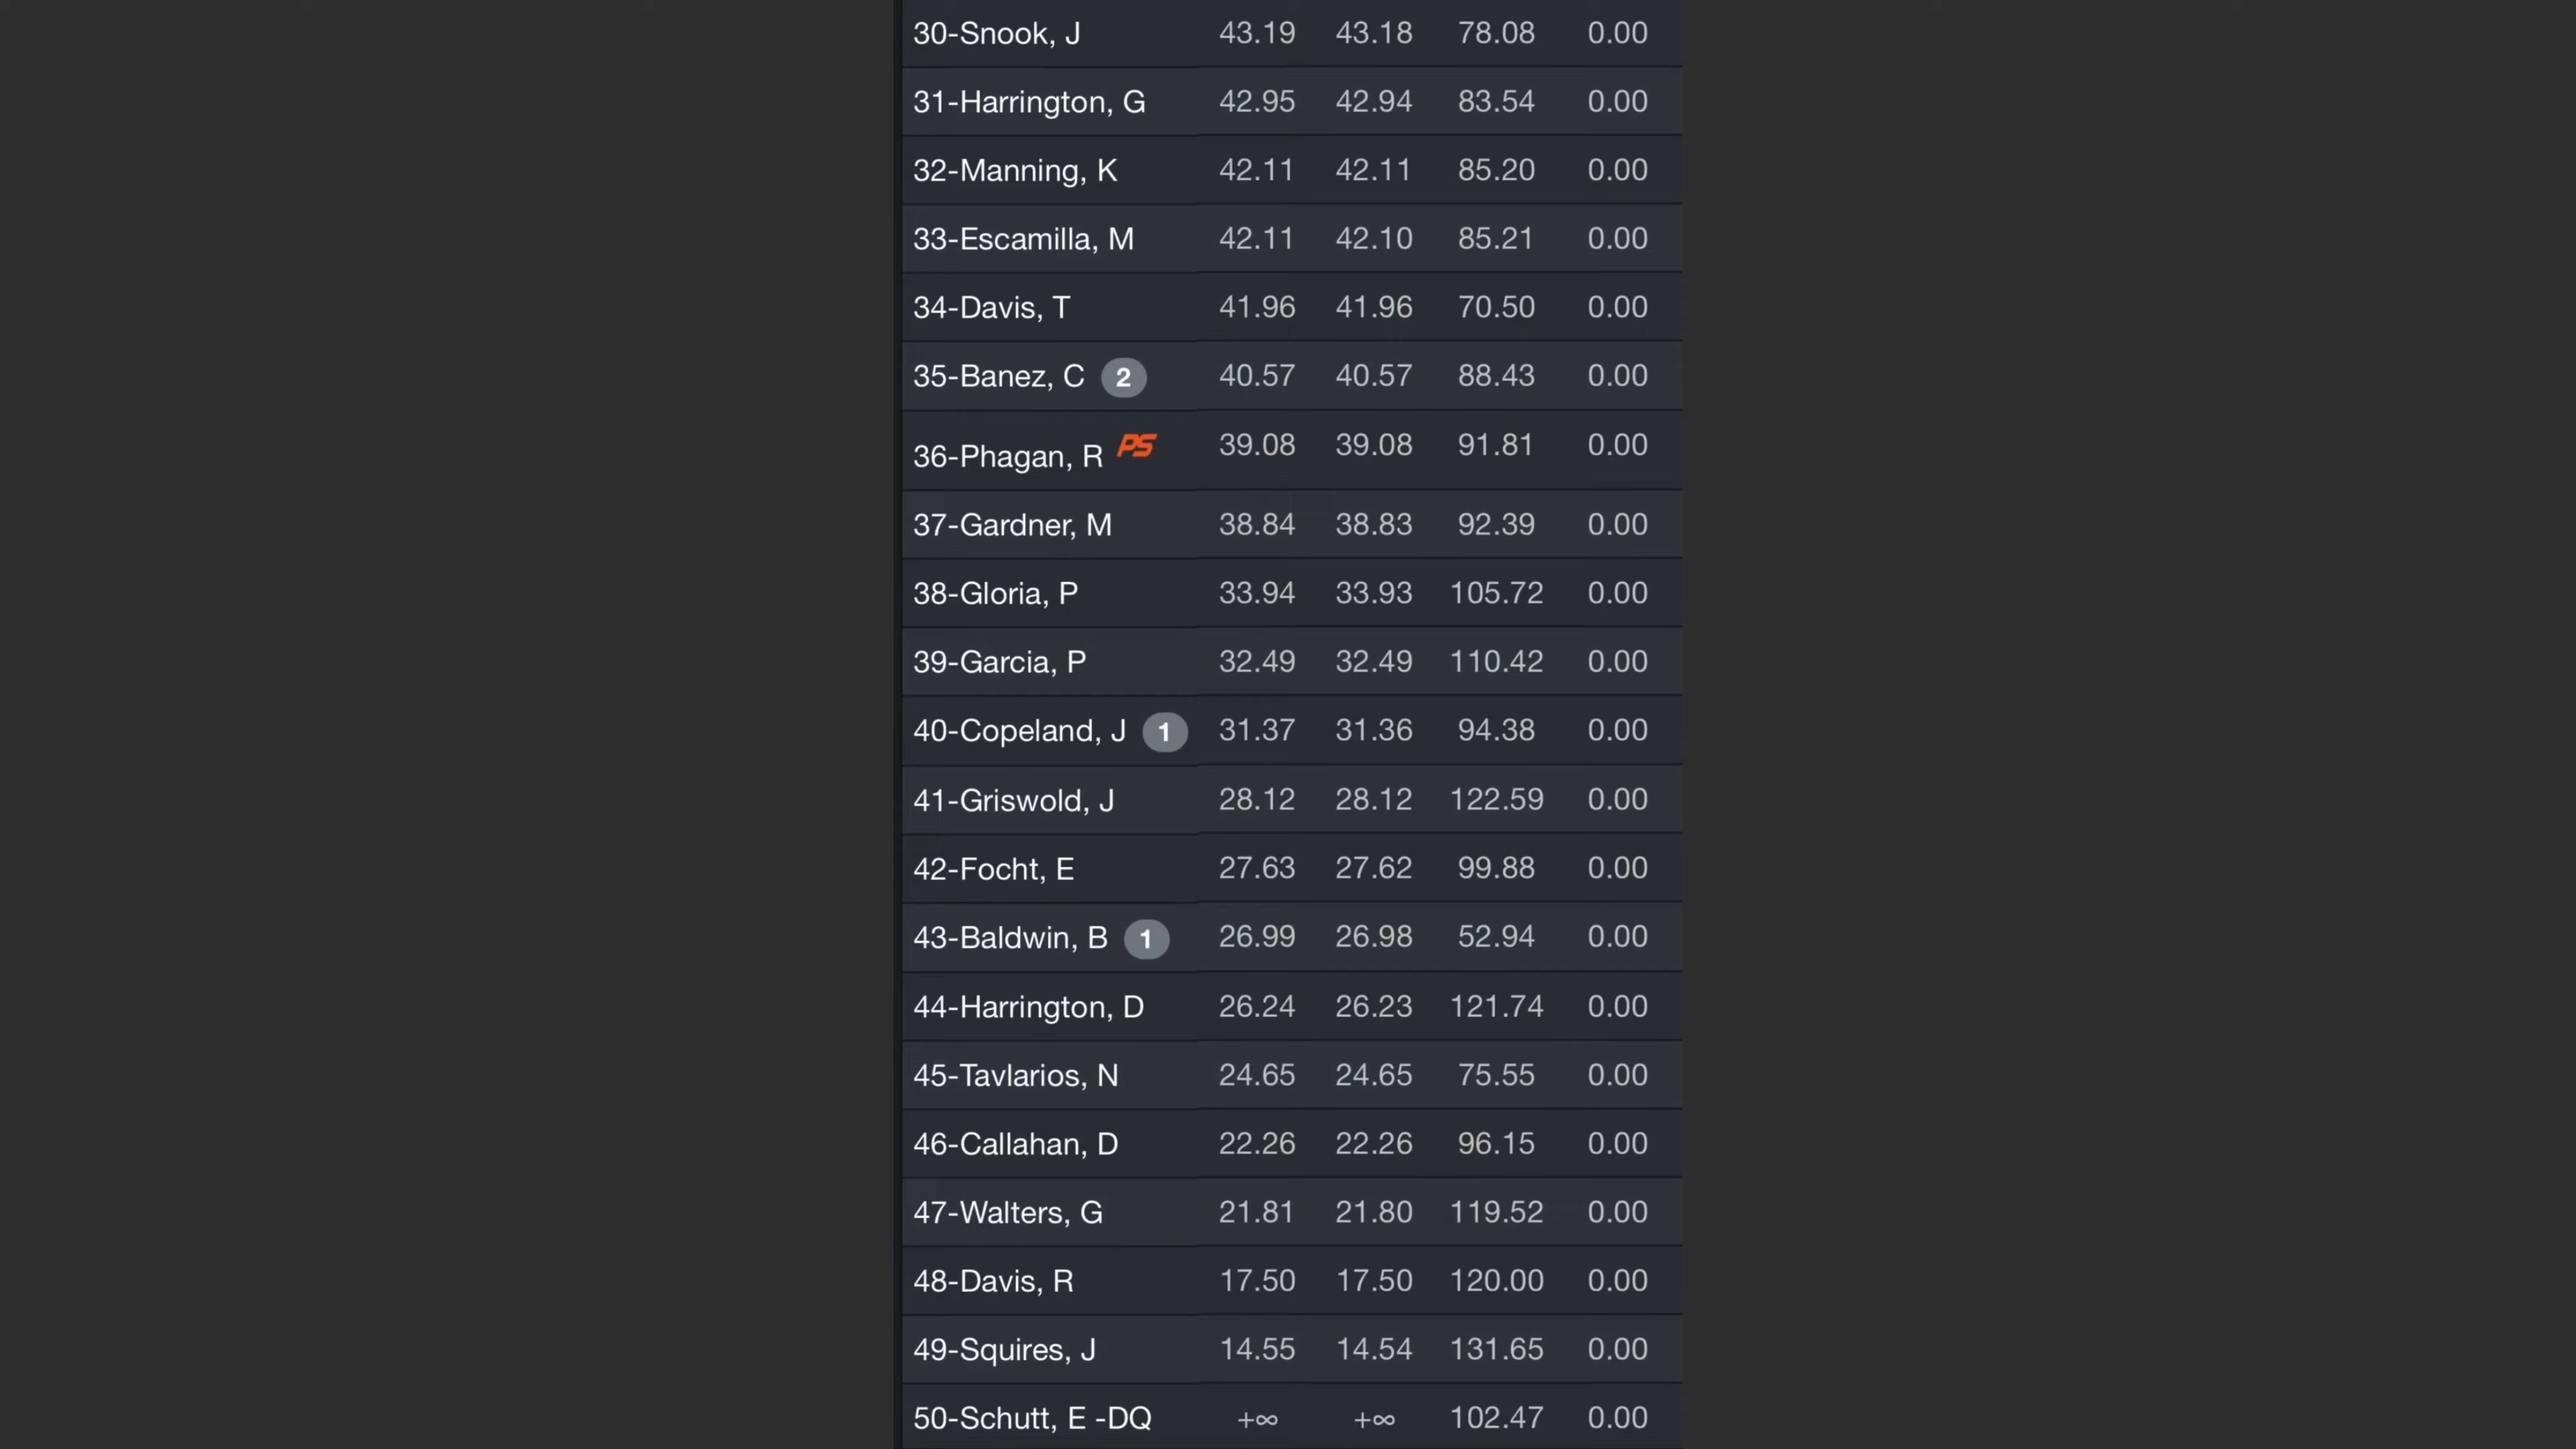 30-Snook, J 43.19 43.18 78.08 0.00
31-Harrington, G 42.95 42.94 83.54 0.00
32-Manning, K 42.11 42.11 85.20 0.00
33-Escamilla, M 42.11 42.10 85.21 0.00
34-Davis, T 41.96 41.96 70.50 0.00
35-Banez, C 2 40.57 40.57 88.43 0.00
36-Phagan, R PS 39.08 39.08 91.81 0.00
37-Gardner, M 38.84 38.83 92.39 0.00
38-Gloria, P 33.94 33.93 105.72 0.00
39-Garcia, P 32.49 32.49 110.42 0.00
40-Copeland, J 1 31.37 31.36 94.38 0.00
41-Griswold, J 28.12 28.12 122.59 0.00
42-Focht, E 27.63 27.62 99.88 0.00
43-Baldwin, B 1 26.99 26.98 52.94 0.00
44-Harrington, D 26.24 26.23 121.74 0.00
45-Tavlarios, N 24.65 24.65 75.55 0.00
46-Callahan, D 22.26 22.26 96.15 0.00
47-Walters, G 21.81 21.80 119.52 0.00
48-Davis, R 17.50 17.50 120.00 0.00
49-Squires, J 14.55 14.54 131.65 0.00
50-Schutt, E -DQ +∞ +∞ 102.47 0.00